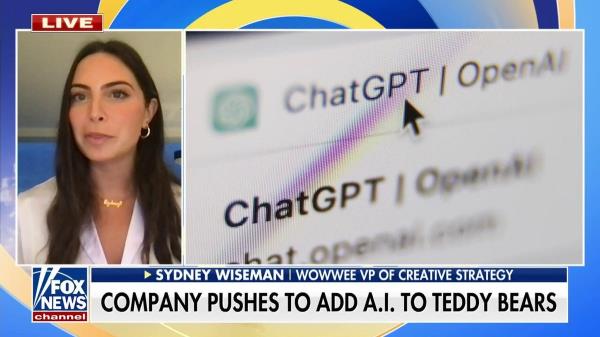 LIVE
ChatGPT | OpenAI
ChatGPT | OpenAI
chat.openai.com
SYDNEY WISEMAN | WOWWEE VP OF CREATIVE STRATEGY
FOX
NEWS
channel
COMPANY PUSHES TO ADD A.I. TO TEDDY BEARS